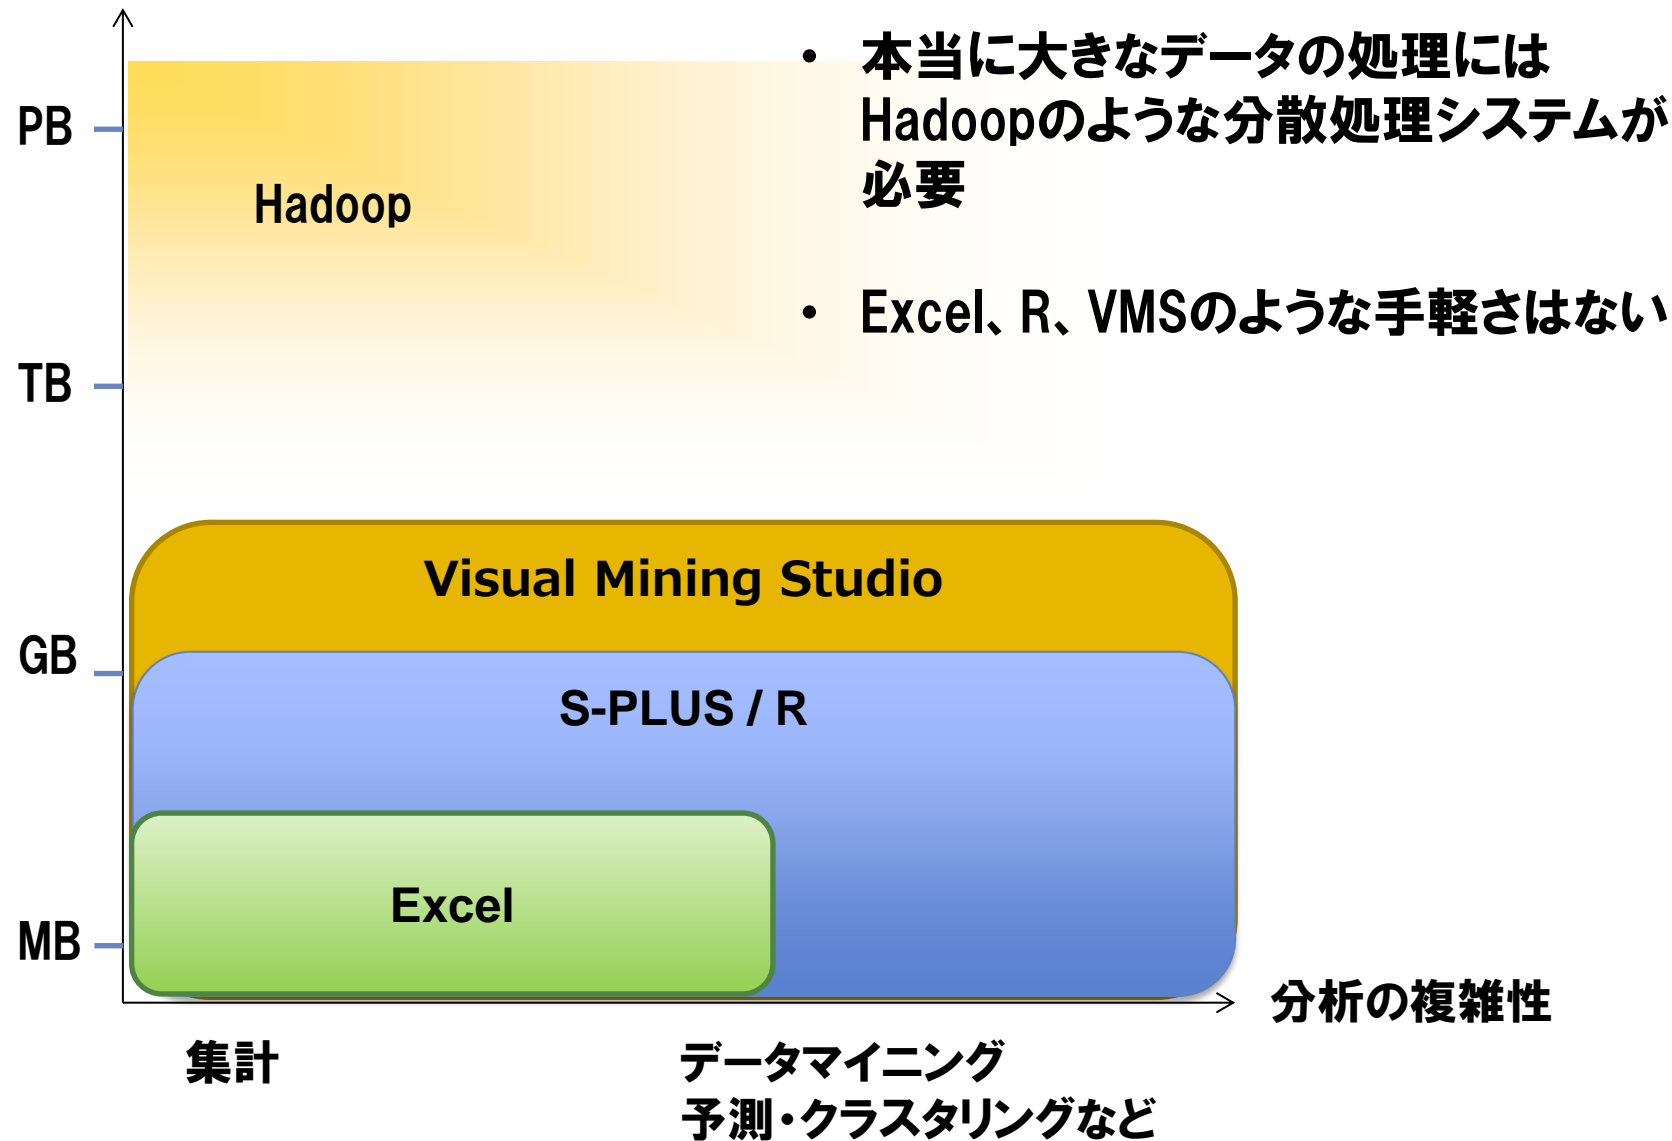 • 本当に大きなデータの処理には
Hadoopのような分散処理システムが
必要
• Excel、R、VMSのような手軽さはない
PB
Hadoop
TB
Visual Mining Studio
GB
S-PLUS / R
Excel
MB
分析の複雑性
集計
データマイニング
予測・クラスタリングなど